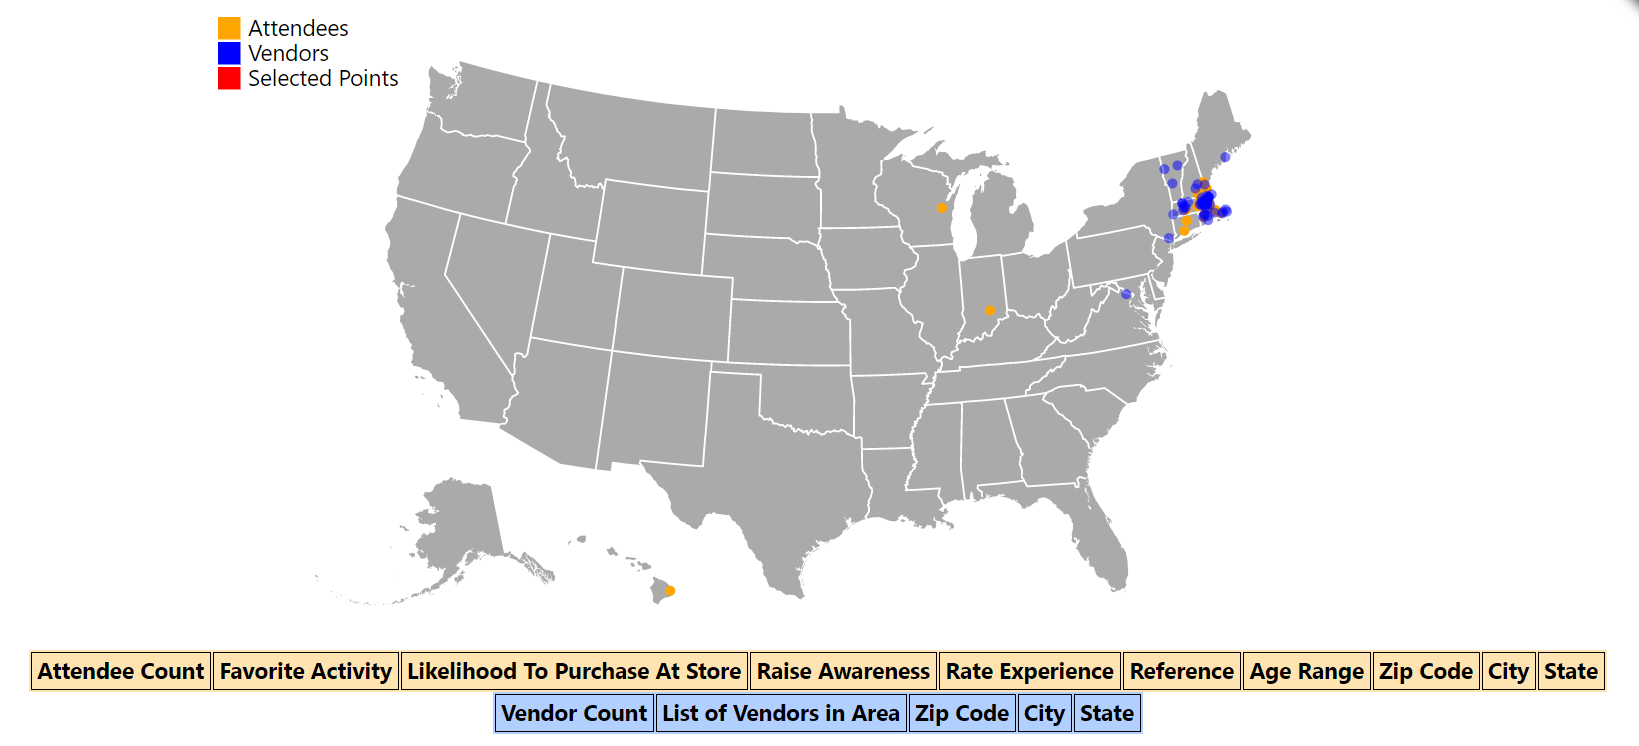 Attendees
Vendors
Selected Points
Attendee Count Favorite Activity Likelihood To Purchase At Store Raise Awareness Rate Experience Reference Age Range Zip Code City State
Vendor Count List of Vendors in Area Zip Code City State